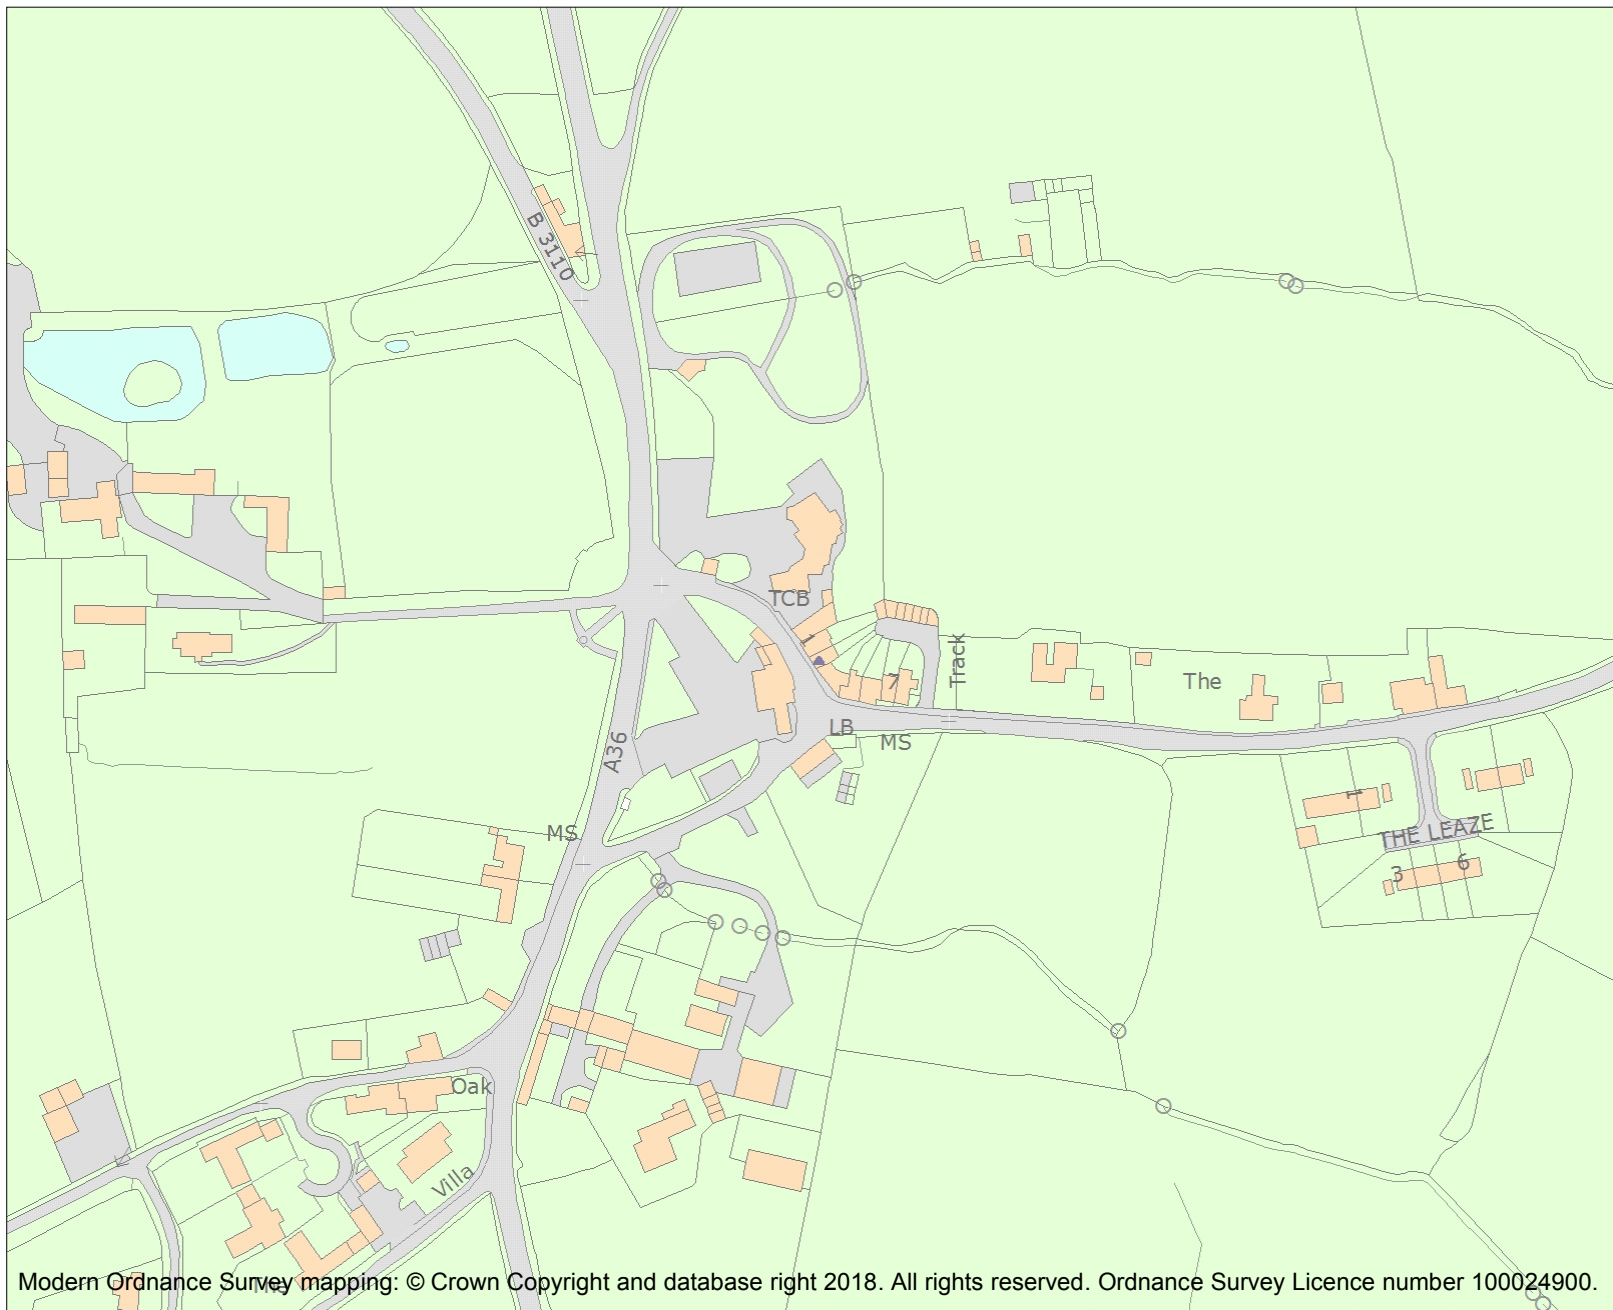 B 3110
TCB
1
Track
7
The
LB
MS
A36
1
MS
THE LEAZE
3
6
Oak
Villa
The
Modern Ordnance Survey mapping: © Crown Copyright and database right 2018. All rights reserved. Ordnance Survey Licence number 100024900.